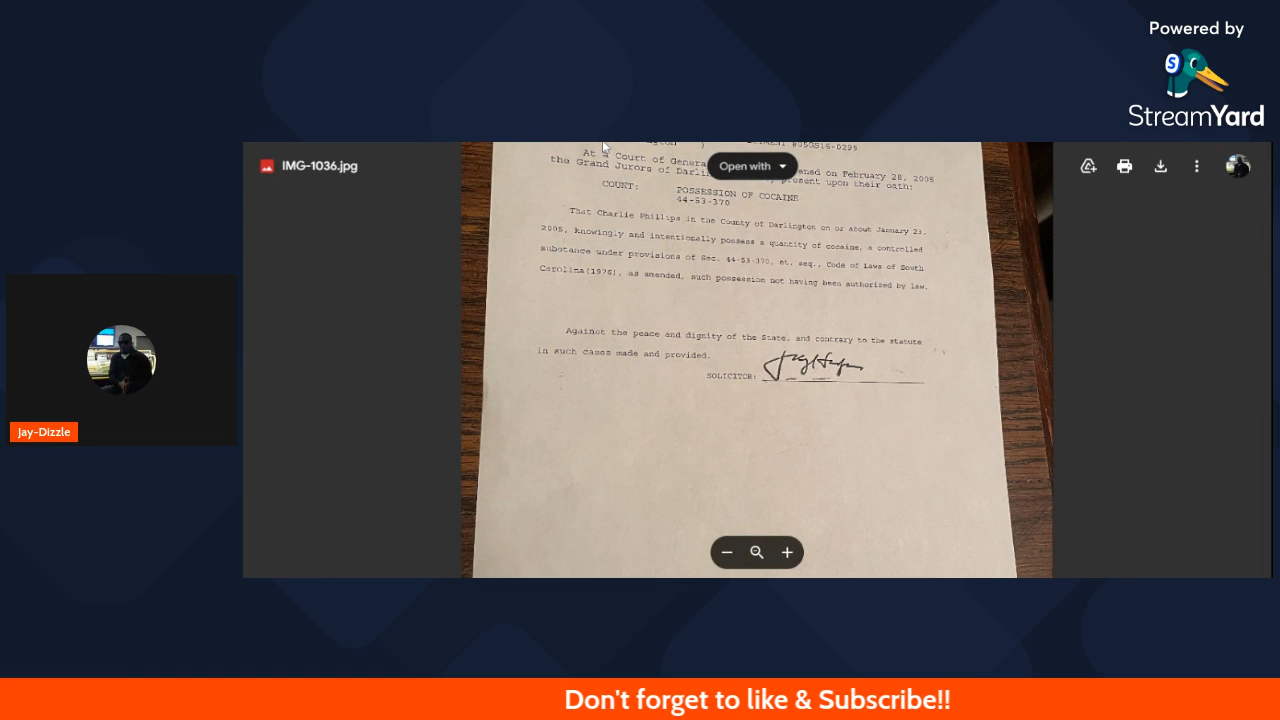 Powered by
StreamYard
IMG-1036.jpg
Open with
At a Court of
the Grand Jurors of present upon their oath:
on February 28, 2005
COUNT: POSSESSION OF COCAINE
44-53-370
That Charlie Phillips in the County of Darlington on or about January 23,
2005, knowingly and intentionally possess a quantity of cocaine, a controlled
substance under provisions of Sec. 44-53-370, et. seq., Code of Laws of South
Carolina(1976), as amended, such possession not having been authorized by law.
Against the peace and dignity of the State, and contrary to the statute
in such cases made and provided.
SOLICITOR:
Jay-Dizzle
Don't forget to like & Subscribe!!